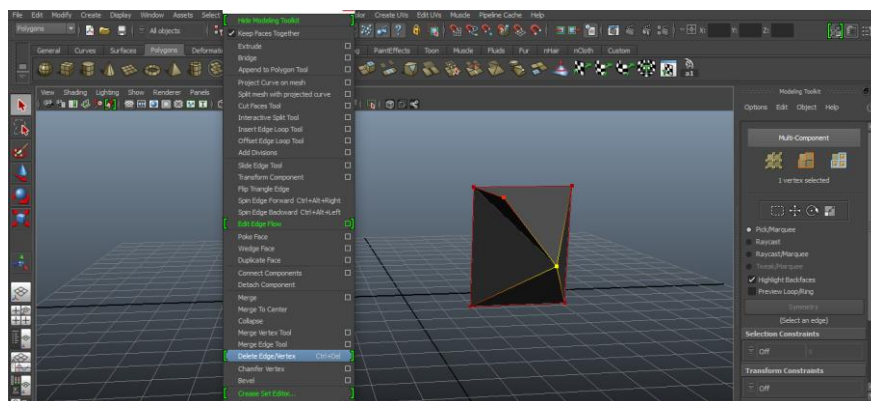 File Edit Modify Create Display Window Assets Select
Color Create UVs Edit UVs Muscle Pipeline Cache Help
Polygons
All objects
X:
Y:
Z:
General Curves Surfaces Polygons Deformati
PaintEffects Toon Muscle Fluids Fur nHair nCloth Custom
View Shading Lighting Show Renderer Panels
Hide Modeling Toolkit
Keep Faces Together
Extrude
Bridge
Append to Polygon Tool
Project Curve on mesh
Split mesh with projected curve
Cut Faces Tool
Interactive Split Tool
Insert Edge Loop Tool
Offset Edge Loop Tool
Add Divisions
Slide Edge Tool
Transform Component
Flip Triangle Edge
Spin Edge Forward Ctrl+Alt+Right
Spin Edge Backward Ctrl+Alt+Left
Edit Edge Flow
Poke Face
Wedge Face
Duplicate Face
Connect Components
Detach Component
Merge
Merge To Center
Collapse
Merge Vertex Tool
Merge Edge Tool
Delete Edge/Vertex Ctrl+Del
Chamfer Vertex
Bevel
Crease Set Editor...
Modeling Toolkit
Options Edit Object Help
Multi-Component
1 vertex selected
Pick/Marquee
Raycast
Raycast/Marquee
Tweak/Marquee
Highlight Backfaces
Preview Loop/Ring
Symmetry
(Select an edge)
Selection Constraints
Off
Transform Constraints
Off